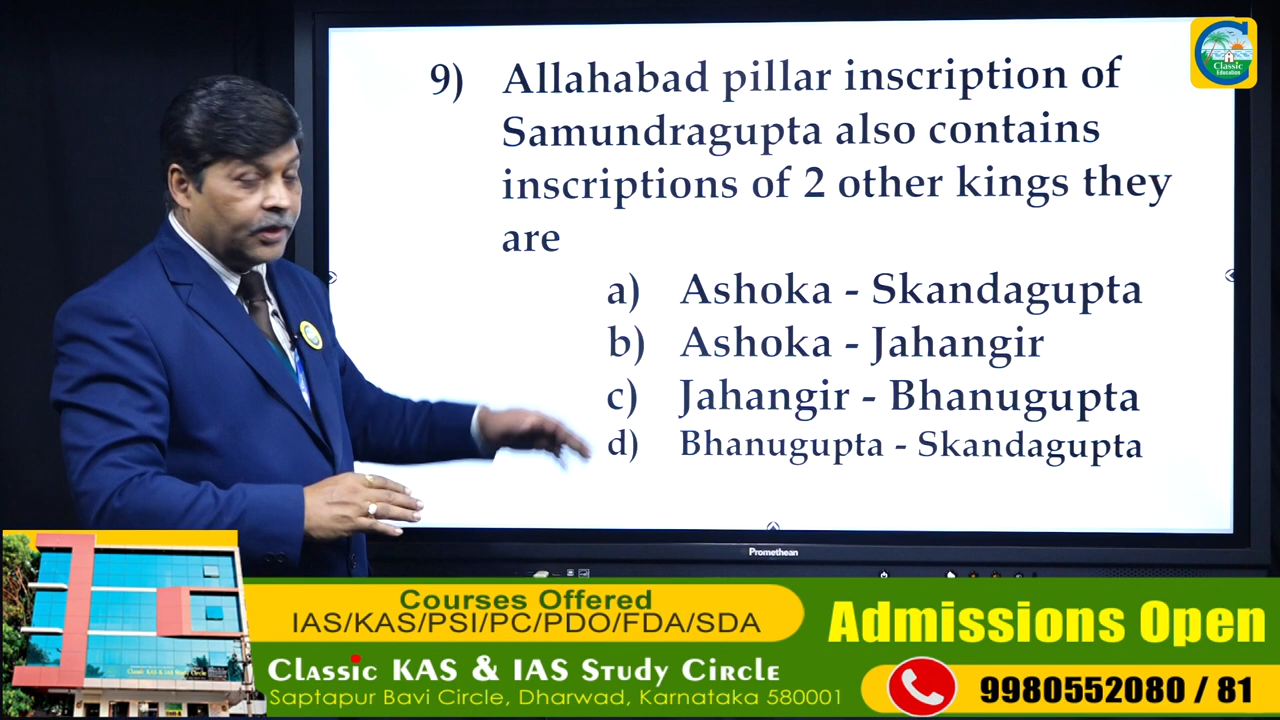 Classic
Education
9) Allahabad pillar inscription of
Samundragupta also contains
inscriptions of 2 other kings they
are
a) Ashoka - Skandagupta
b) Ashoka - Jahangir
c) Jahangir - Bhanugupta
d) Bhanugupta - Skandagupta
Promethean
Courses Offered
IAS/KAS/PSI/PC/PDO/FDA/SDA
Admissions Open
Classic KAS & IAS Study Circle
Saptapur Bavi Circle, Dharwad, Karnataka 580001
9980552080 / 81